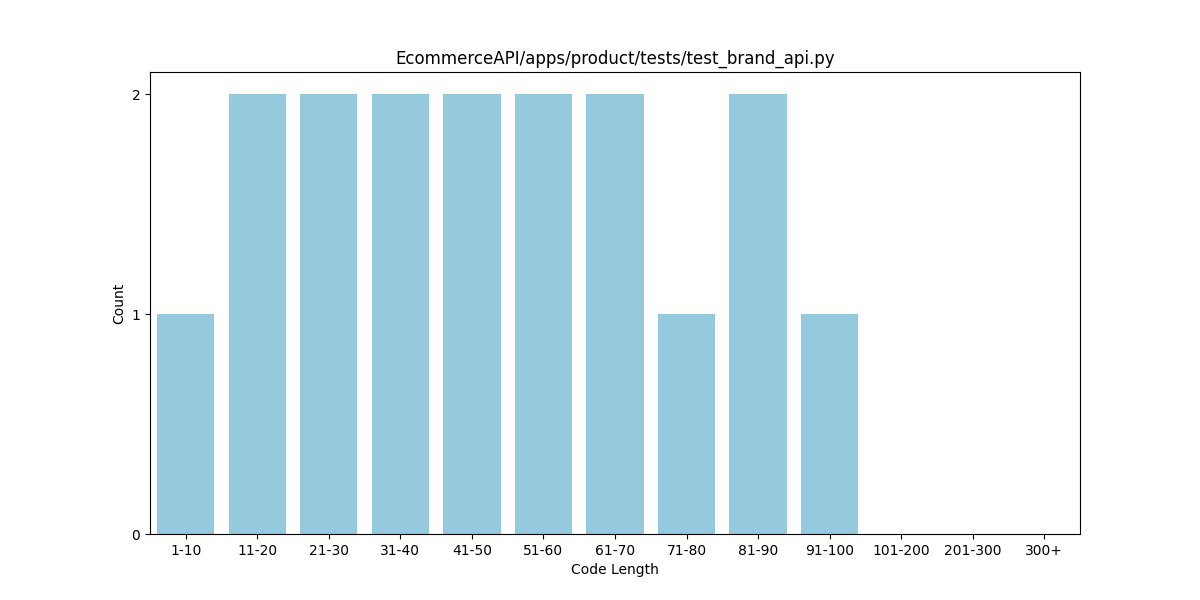 EcommerceAPI/apps/product/tests/test_brand_api.py
2
1
0
Count
1-10 11-20 21-30 31-40 41-50 51-60 61-70 71-80 81-90 91-100 101-200 201-300 300+
Code Length